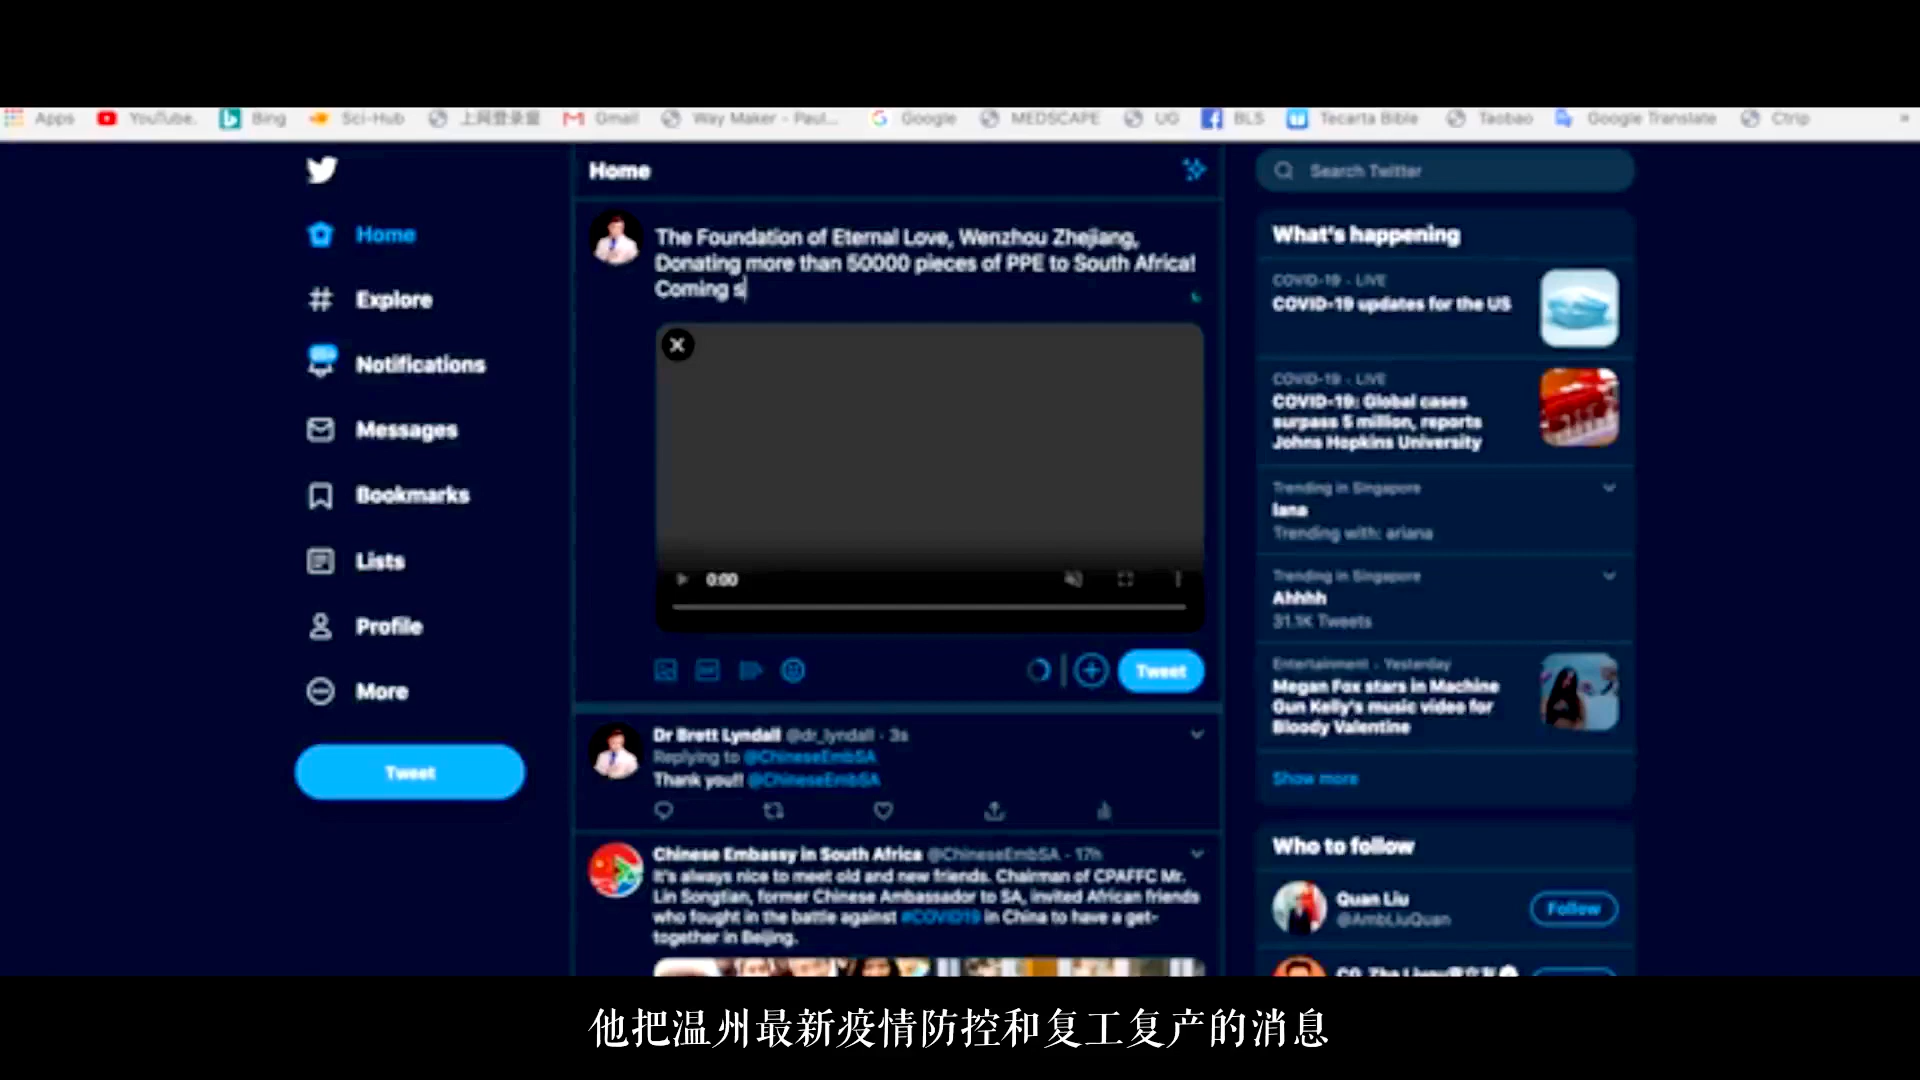 Apps YouTube. Bing Sci-Hub 上网登录窗 Gmail Way Maker - Paul... Google MEDSCAPE UG BLS Tecarta Bible Taobao Google Translate Ctrip »
Home
Explore
Notifications
Messages
Bookmarks
Lists
Profile
More
Tweet
Home
The Foundation of Eternal Love, Wenzhou Zhejiang,
Donating more than 50000 pieces of PPE to South Africa!
Coming s
0:00
Tweet
Dr Brett Lyndall @dr_lyndall · 3s
Replying to @ChineseEmbSA
Thank you!! @ChineseEmbSA
Chinese Embassy in South Africa @ChineseEmbSA · 17h
It's always nice to meet old and new friends. Chairman of CPAFFC Mr.
Lin Songtian, former Chinese Ambassador to SA, invited African friends
who fought in the battle against #COVID19 in China to have a get-
together in Beijing.
Search Twitter
What's happening
COVID-19 · LIVE
COVID-19 updates for the US
COVID-19 · LIVE
COVID-19: Global cases
surpass 5 million, reports
Johns Hopkins University
Trending in Singapore
lana
Trending with: ariana
Trending in Singapore
Ahhhh
31.1K Tweets
Entertainment · Yesterday
Megan Fox stars in Machine
Gun Kelly's music video for
Bloody Valentine
Show more
Who to follow
Quan Liu
@AmbLiuQuan
Follow
他把温州最新疫情防控和复工复产的消息